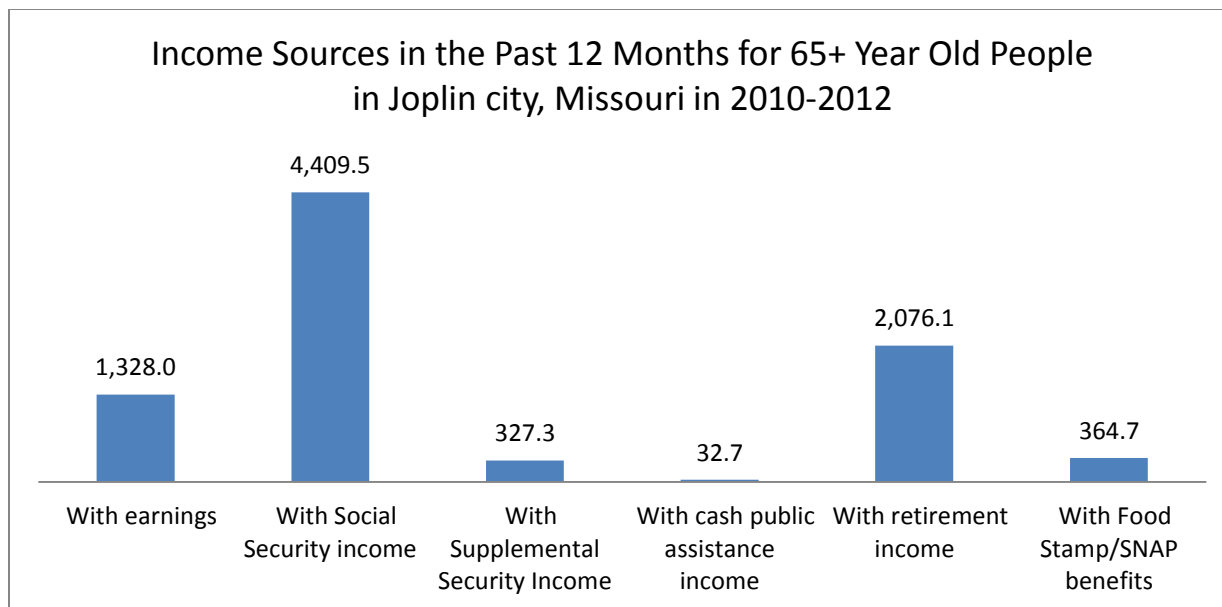 Income Sources in the Past 12 Months for 65+ Year Old People
in Joplin city, Missouri in 2010-2012
4,409.5
2,076.1
1,328.0
327.3
32.7
364.7
With earnings
With Social
Security income
With
Supplemental
Security Income
With cash public
assistance
income
With retirement
income
With Food
Stamp/SNAP
benefits